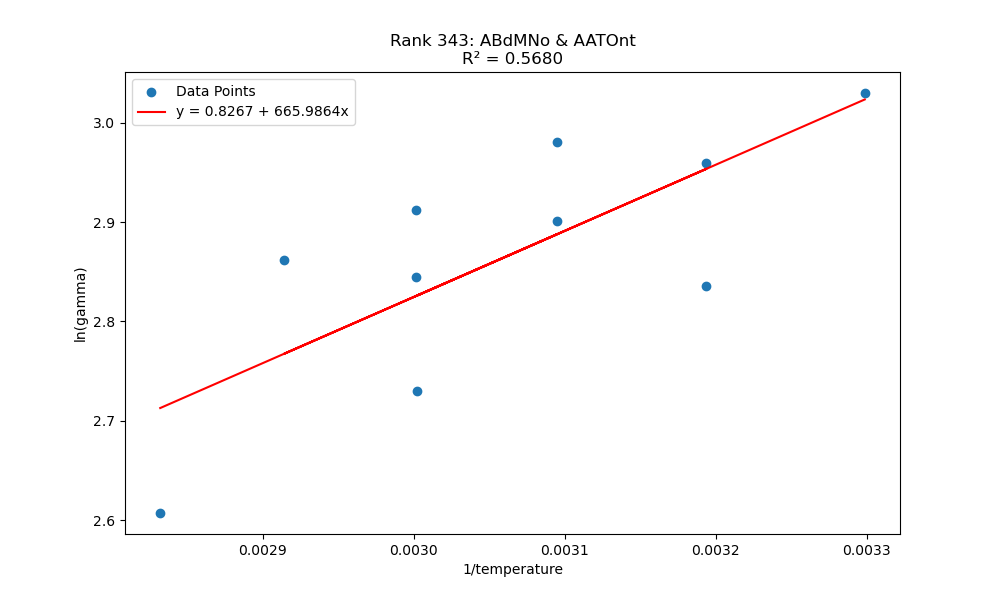 Rank 343: ABdMNo & AATOnt
R² = 0.5680
Data Points
y = 0.8267 + 665.9864x
3.0
2.9
2.8
2.7
2.6
ln(gamma)
0.0029
0.0030
0.0031
0.0032
0.0033
1/temperature